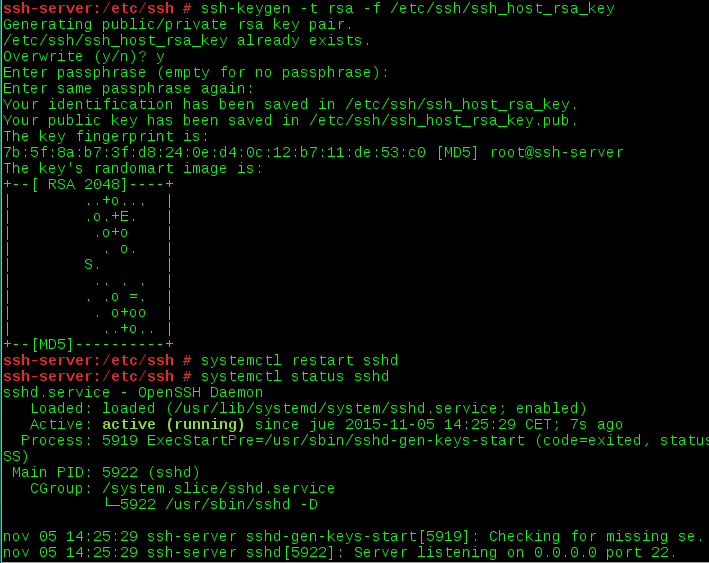 ssh-server:/etc/ssh # ssh-keygen -t rsa -f /etc/ssh/ssh_host_rsa_key
Generating public/private rsa key pair.
/etc/ssh/ssh_host_rsa_key already exists.
Overwrite (y/n)? y
Enter passphrase (empty for no passphrase):
Enter same passphrase again:
Your identification has been saved in /etc/ssh/ssh_host_rsa_key.
Your public key has been saved in /etc/ssh/ssh_host_rsa_key.pub.
The key fingerprint is:
7b:5f:8a:b7:3f:d8:24:0e:d4:0c:12:b7:11:de:53:c0 [MD5] root@ssh-server
The key's randomart image is:
+--[ RSA 2048]----+
|        ..+o...  |
|        .o.+E.   |
|         .o+o    |
|          . o.   |
|        S.       |
|         .. . .  |
|        . .o =.  |
|         . o+oo  |
|          ..+o.. |
+--[MD5]----------+
ssh-server:/etc/ssh # systemctl restart sshd
ssh-server:/etc/ssh # systemctl status sshd
sshd.service - OpenSSH Daemon
   Loaded: loaded (/usr/lib/systemd/system/sshd.service; enabled)
   Active: active (running) since jue 2015-11-05 14:25:29 CET; 7s ago
  Process: 5919 ExecStartPre=/usr/sbin/sshd-gen-keys-start (code=exited, status
SS)
 Main PID: 5922 (sshd)
   CGroup: /system.slice/sshd.service
           └─5922 /usr/sbin/sshd -D
nov 05 14:25:29 ssh-server sshd-gen-keys-start[5919]: Checking for missing se.
nov 05 14:25:29 ssh-server sshd[5922]: Server listening on 0.0.0.0 port 22.